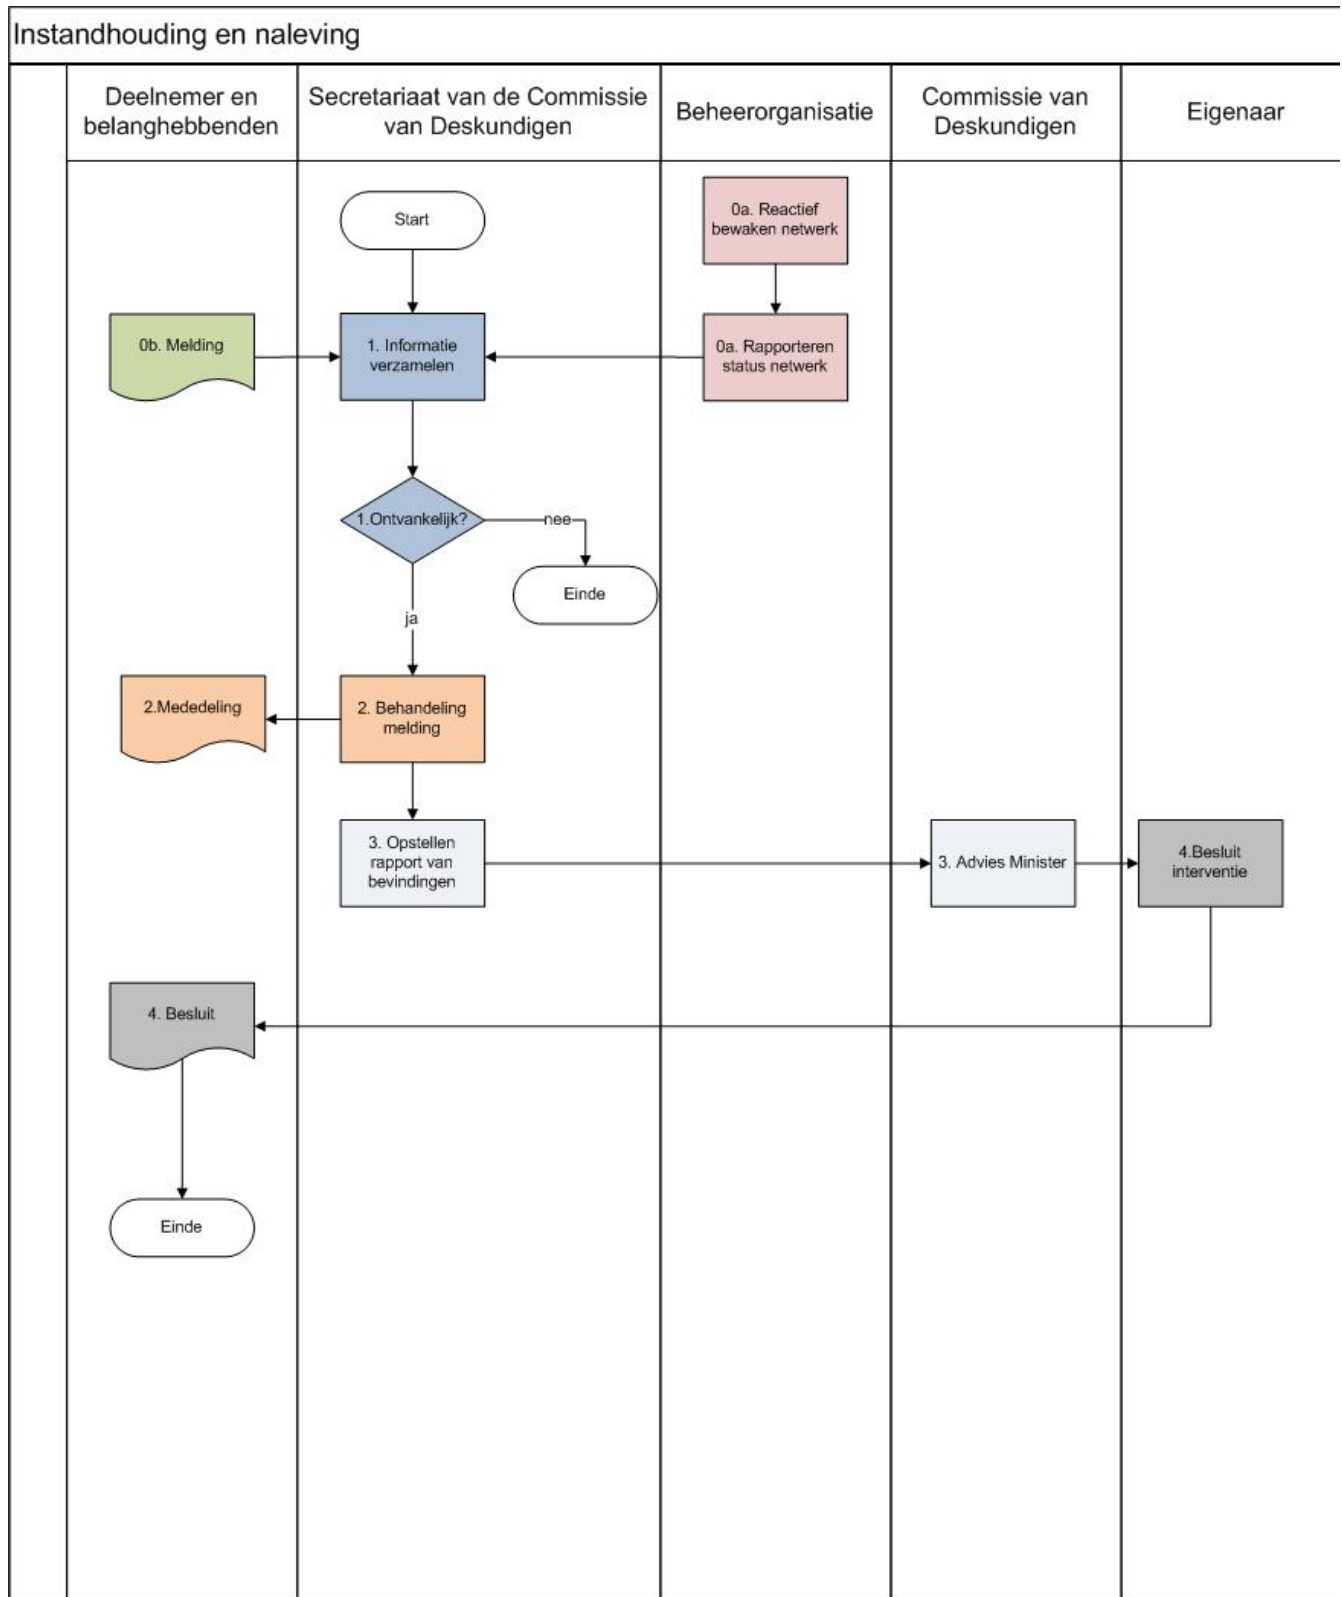 Instandhouding en naleving
Deelnemer en
belanghebbenden
Secretariaat van de Commissie
van Deskundigen
Beheerorganisatie
Commissie van
Deskundigen
Eigenaar
Start
0a. Reactief
bewaken netwerk
0b. Melding
1. Informatie
verzamelen
0a. Rapporteren
status netwerk
1.Ontvankelijk?
nee
Einde
ja
2.Mededeling
2. Behandeling
melding
3. Opstellen
rapport van
bevindingen
3. Advies Minister
4.Besluit
interventie
4. Besluit
Einde